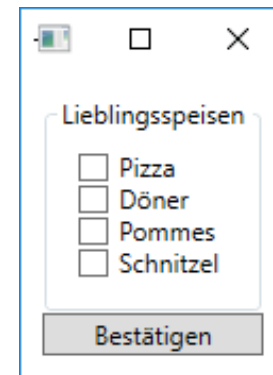 Lieblingsspeisen
Pizza
Döner
Pommes
Schnitzel
Bestätigen